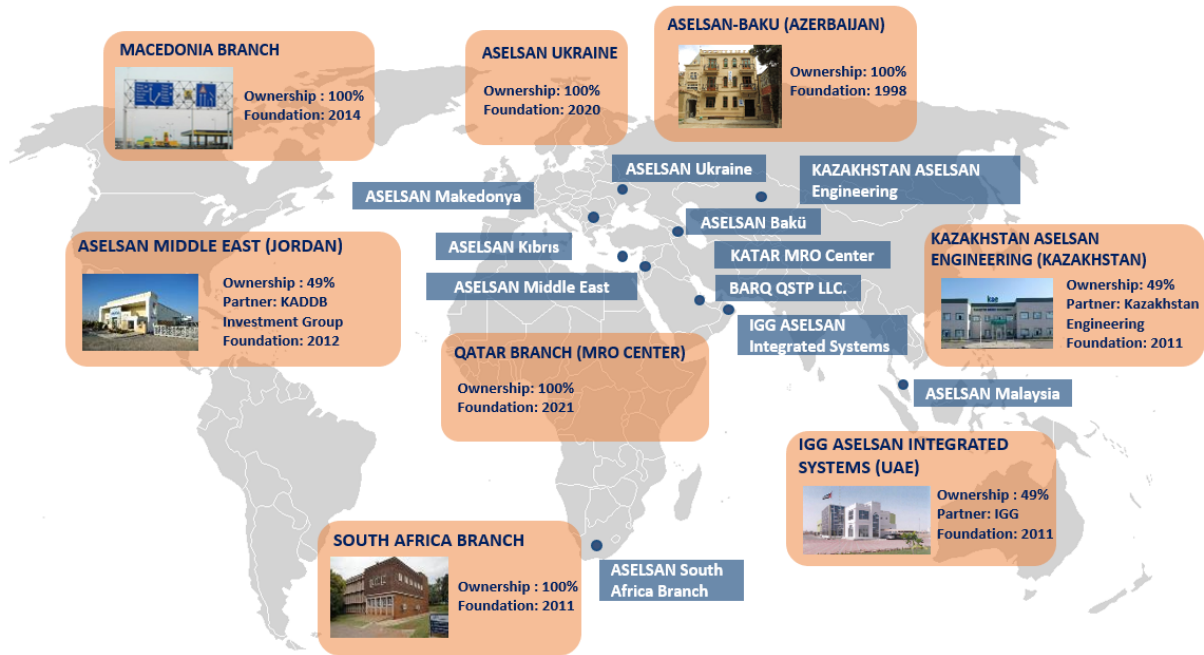 MACEDONIA BRANCH
Ownership : 100%
Foundation: 2014
ASELSAN UKRAINE
Ownership: 100%
Foundation: 2020
ASELSAN-BAKU (AZERBAIJAN)
Ownership: 100%
Foundation: 1998
ASELSAN Ukraine
KAZAKHSTAN ASELSAN
Engineering
ASELSAN Makedonya
ASELSAN Bakü
ASELSAN Kıbrıs
KATAR MRO Center
ASELSAN Middle East
BARQ QSTP LLC.
IGG ASELSAN
Integrated Systems
ASELSAN MIDDLE EAST (JORDAN)
Ownership : 49%
Partner: KADDB
Investment Group
Foundation: 2012
KAZAKHSTAN ASELSAN
ENGINEERING (KAZAKHSTAN)
kae
Ownership: 49%
Partner: Kazakhstan
Engineering
Foundation: 2011
QATAR BRANCH (MRO CENTER)
Ownership: 100%
Foundation: 2021
ASELSAN Malaysia
IGG ASELSAN INTEGRATED
SYSTEMS (UAE)
Ownership : 49%
Partner: IGG
Foundation: 2011
SOUTH AFRICA BRANCH
Ownership : 100%
Foundation: 2011
ASELSAN South
Africa Branch